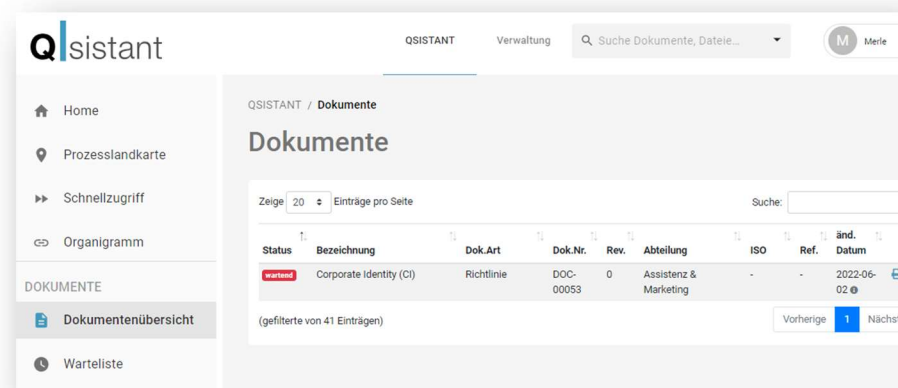 Qsistant
QSISTANT
Verwaltung
Suche Dokumente, Dateie...
M
Merle
Home
Prozesslandkarte
Schnellzugriff
Organigramm
DOKUMENTE
Dokumentenübersicht
Warteliste
QSISTANT / Dokumente
Dokumente
Zeige 20 Einträge pro Seite
Suche:
Status Bezeichnung Dok.Art Dok.Nr. Rev. Abteilung ISO Ref. änd. Datum
wartend Corporate Identity (CI) Richtlinie DOC-00053 0 Assistenz & Marketing - - 2022-06-02
(gefilterte von 41 Einträgen)
Vorherige 1 Nächst